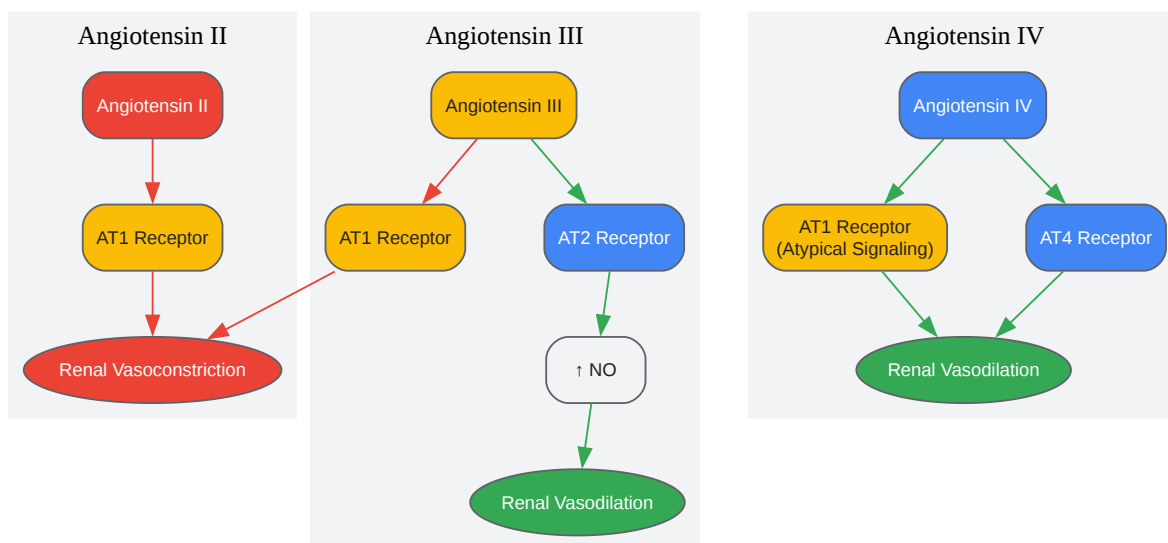 Angiotensin II
Angiotensin II
AT1 Receptor
Renal Vasoconstriction
Angiotensin III
Angiotensin III
AT1 Receptor
AT2 Receptor
↑ NO
Renal Vasodilation
Angiotensin IV
Angiotensin IV
AT1 Receptor
(Atypical Signaling)
AT4 Receptor
Renal Vasodilation